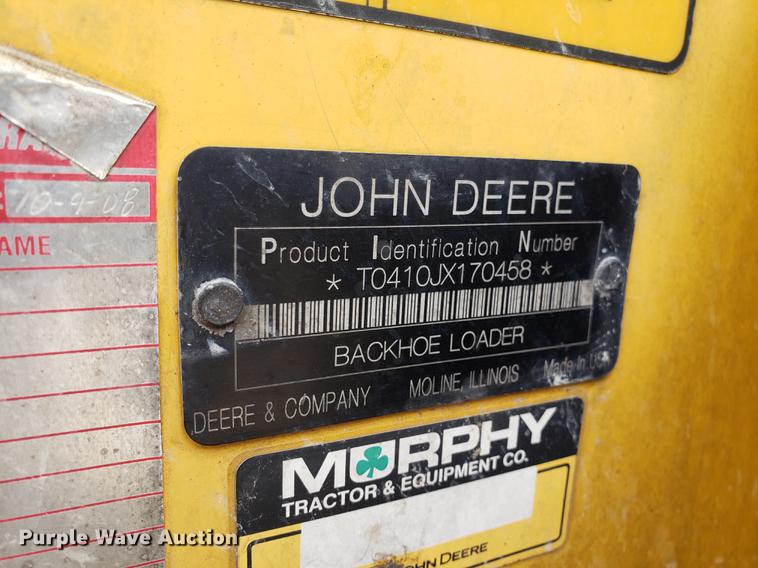 10-9-08
AME
JOHN DEERE
Product Identification Number
* T0410JX170458 *
BACKHOE LOADER
DEERE & COMPANY MOLINE, ILLINOIS Made In USA
MURPHY
TRACTOR & EQUIPMENT CO.
JOHN DEERE
Purple Wave Auction